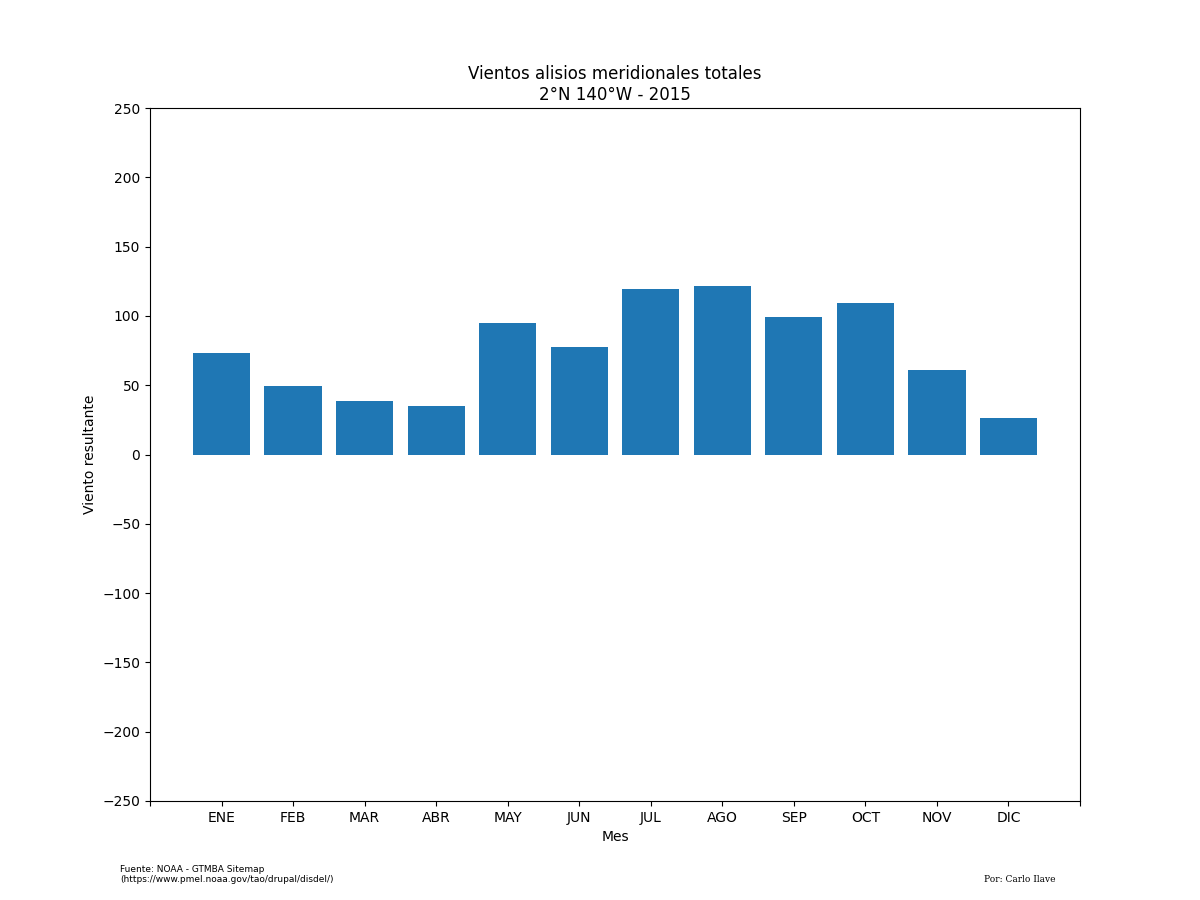 Vientos alisios meridionales totales
2°N 140°W - 2015
250
200
150
100
50
0
−50
−100
−150
−200
−250
Viento resultante
ENE FEB MAR ABR MAY JUN JUL AGO SEP OCT NOV DIC
Mes
Fuente: NOAA - GTMBA Sitemap
(https://www.pmel.noaa.gov/tao/drupal/disdel/)
Por: Carlo Ilave